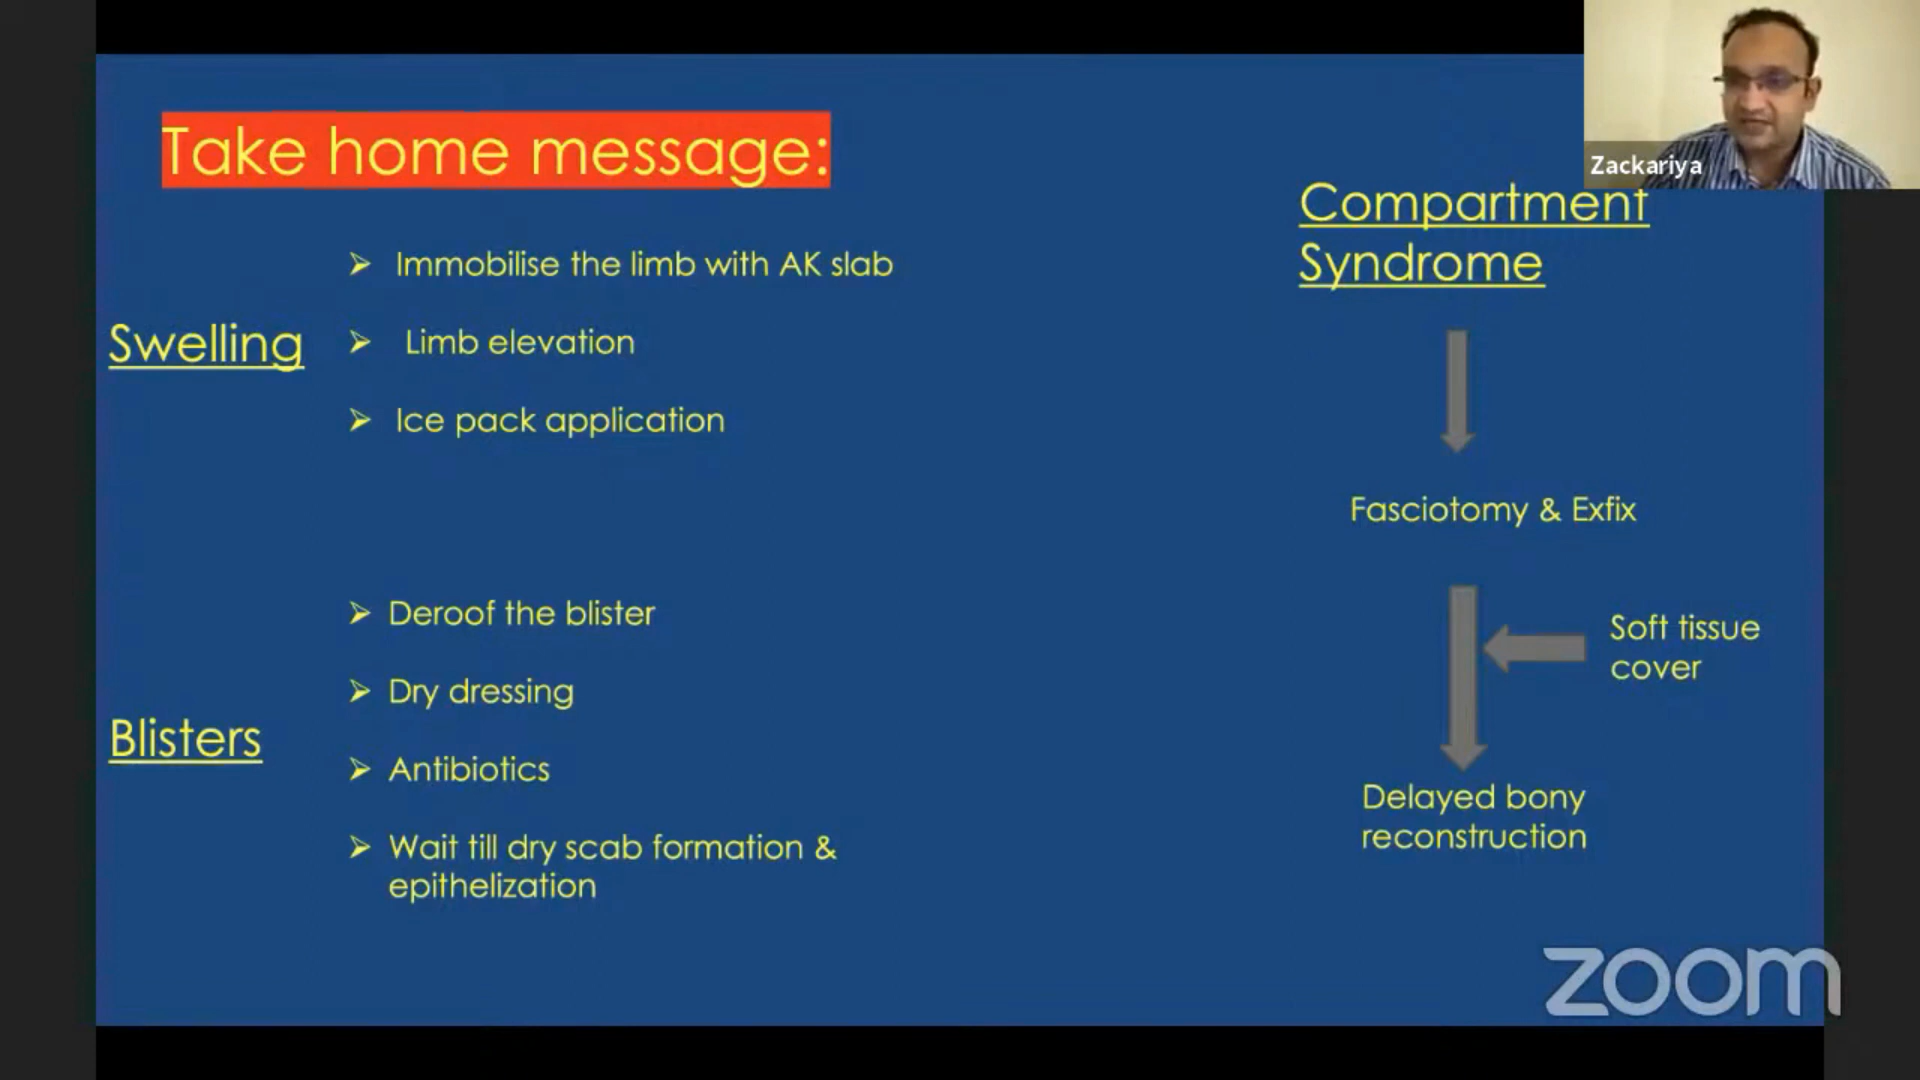 Take home message:
Swelling
➢ Immobilise the limb with AK slab
➢ Limb elevation
➢ Ice pack application
Blisters
➢ Deroof the blister
➢ Dry dressing
➢ Antibiotics
➢ Wait till dry scab formation &
epithelization
Compartment
Syndrome
Fasciotomy & Exfix
Soft tissue
cover
Delayed bony
reconstruction
Zackariya
zoom